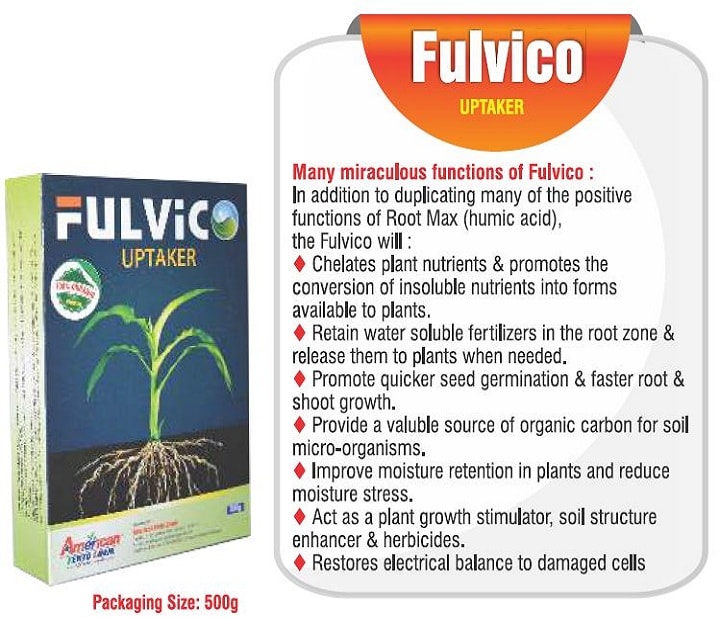 Fulvico
UPTAKER
Many miraculous functions of Fulvico :
In addition to duplicating many of the positive
functions of Root Max (humic acid),
the Fulvico will :
♦ Chelates plant nutrients & promotes the
conversion of insoluble nutrients into forms
available to plants.
♦ Retain water soluble fertilizers in the root zone &
release them to plants when needed.
♦ Promote quicker seed germination & faster root &
shoot growth.
♦ Provide a valuble source of organic carbon for soil
micro-organisms.
♦ Improve moisture retention in plants and reduce
moisture stress.
♦ Act as a plant growth stimulator, soil structure
enhancer & herbicides.
♦ Restores electrical balance to damaged cells
FULViCO
UPTAKER
American
Packaging Size: 500g